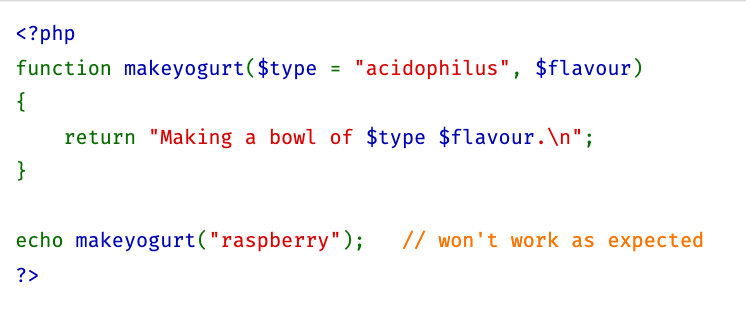 <?php
function makeyogurt($type = "acidophilus", $flavour)
{
    return "Making a bowl of $type $flavour.\n";
}

echo makeyogurt("raspberry");   // won't work as expected
?>